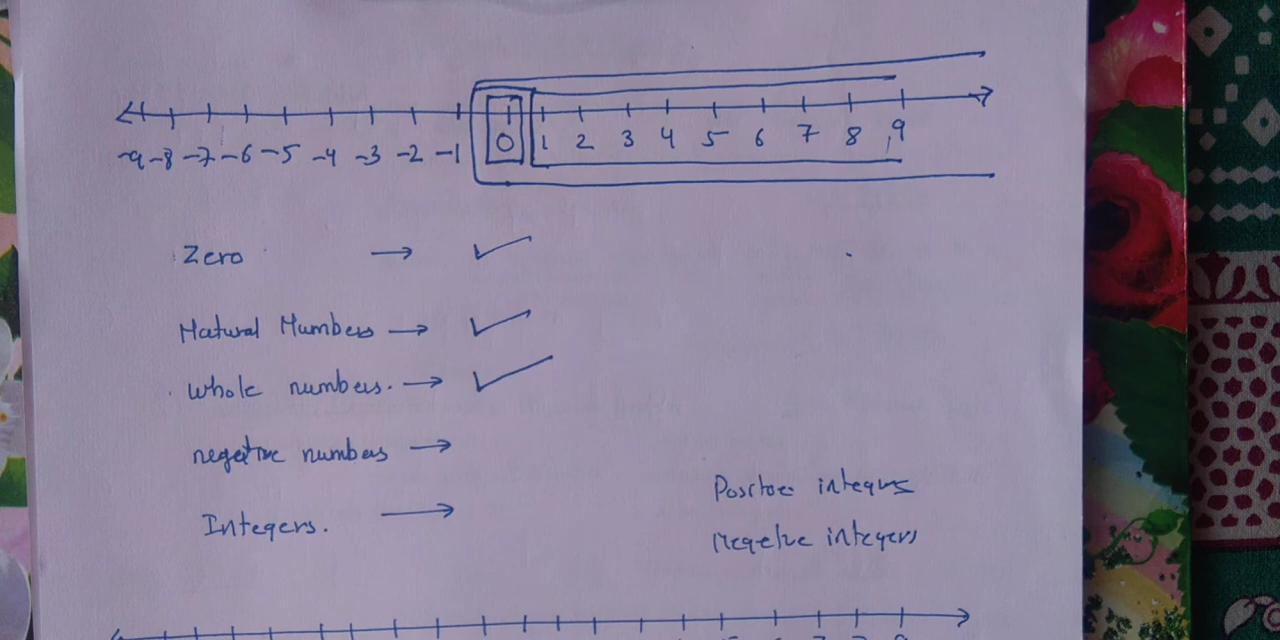 -9 -8 -7 -6 -5 -4 -3 -2 -1 0 1 2 3 4 5 6 7 8 9
Zero → ✓
Natural Numbers → ✓
Whole numbers. → ✓
negative numbers →
Positive integers
Integers. →
Negative integers